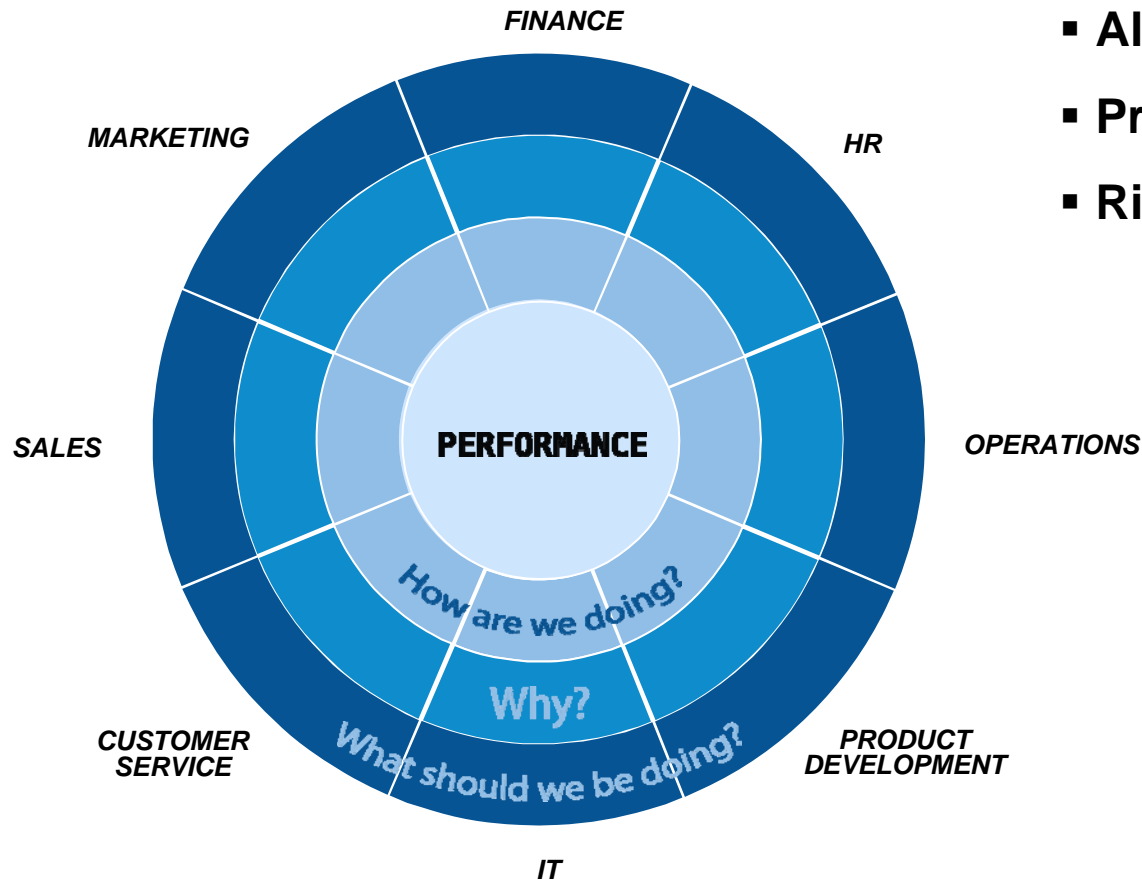 FINANCE
MARKETING
HR
SALES
PERFORMANCE
OPERATIONS
How are we doing?
Why?
What should we be doing?
CUSTOMER
SERVICE
PRODUCT
DEVELOPMENT
IT